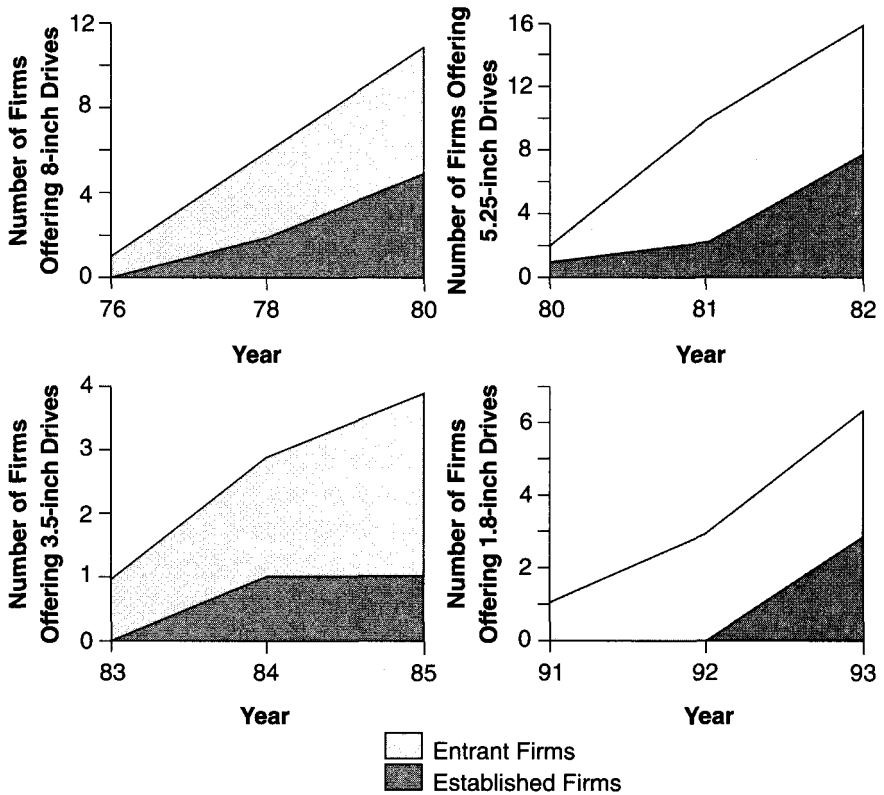 Number of Firms
Offering 8-inch Drives
12
8
4
0
76
78
80
Year
Number of Firms Offering
5.25-inch Drives
16
12
8
4
0
80
81
82
Year
Number of Firms
Offering 3.5-inch Drives
4
3
2
1
0
83
84
85
Year
Number of Firms
Offering 1.8-inch Drives
6
4
2
0
91
92
93
Year
Entrant Firms
Established Firms